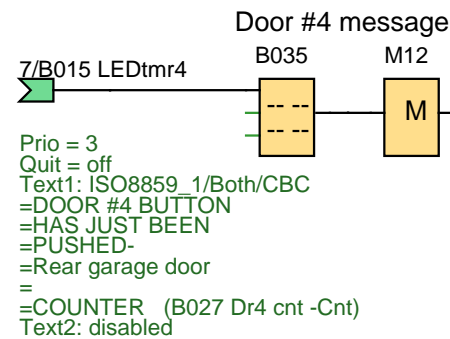 Door #4 message
B035
M12
7/B015 LEDtmr4
M
Prio = 3
Quit = off
Text1: ISO8859_1/Both/CBC
=DOOR #4 BUTTON
=HAS JUST BEEN
=PUSHED-
=Rear garage door
=
=COUNTER   (B027 Dr4 cnt -Cnt)
Text2: disabled